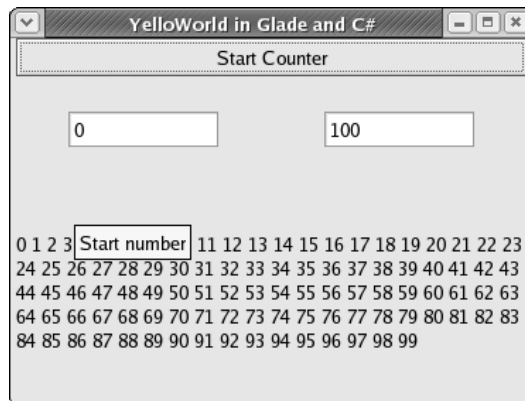 YelloWorld in Glade and C#
Start Counter
0 100
0 1 2 3 Start number 11 12 13 14 15 16 17 18 19 20 21 22 23
24 25 26 27 28 29 30 31 32 33 34 35 36 37 38 39 40 41 42 43
44 45 46 47 48 49 50 51 52 53 54 55 56 57 58 59 60 61 62 63
64 65 66 67 68 69 70 71 72 73 74 75 76 77 78 79 80 81 82 83
84 85 86 87 88 89 90 91 92 93 94 95 96 97 98 99